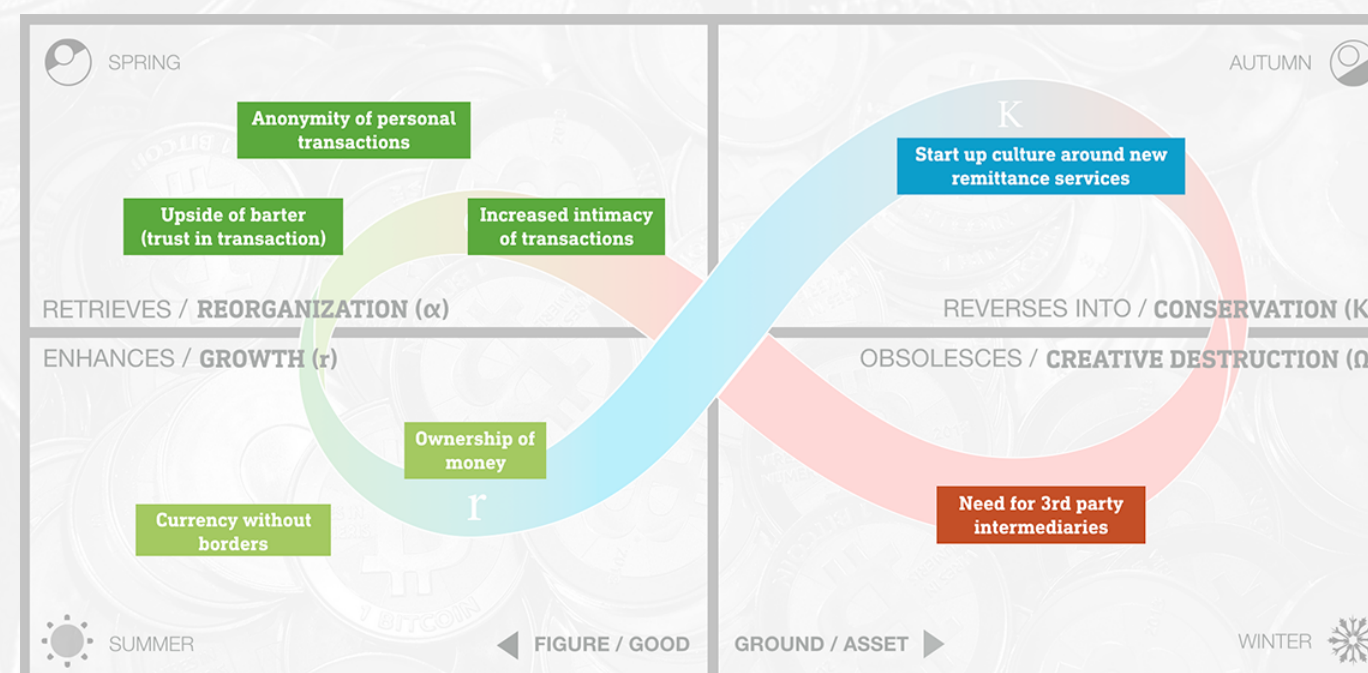 SPRING
AUTUMN
Anonymity of personal
transactions
K
Start up culture around new
remittance services
Upside of barter
(trust in transaction)
Increased intimacy
of transactions
RETRIEVES / REORGANIZATION (α)
REVERSES INTO / CONSERVATION (K
ENHANCES / GROWTH (r)
OBSOLESCES / CREATIVE DESTRUCTION (Ω
Ownership of
money
r
Currency without
borders
Need for 3rd party
intermediaries
1 BITCOIN
SUMMER
FIGURE / GOOD
GROUND / ASSET
WINTER